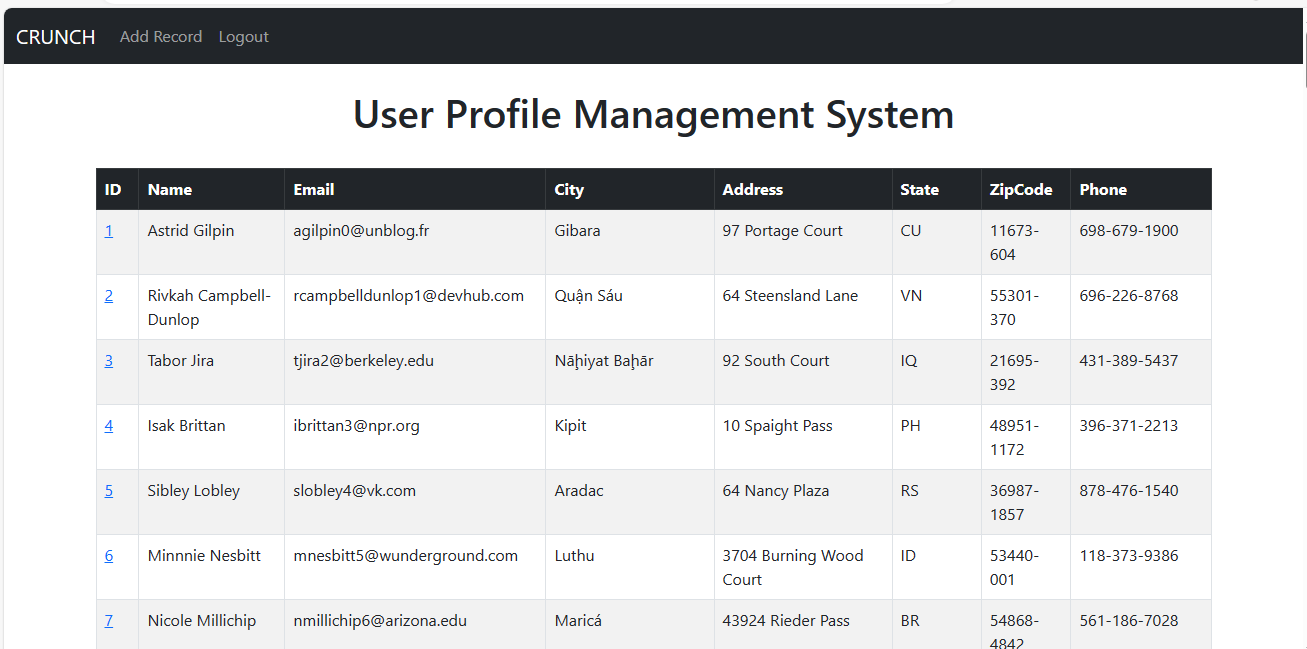 CRUNCH Add Record Logout
User Profile Management System
ID Name Email City Address State ZipCode Phone
1 Astrid Gilpin agilpin0@unblog.fr Gibara 97 Portage Court CU 11673- 698-679-1900
604
2 Rivkah Campbell- rcampbelldunlop1@devhub.com Quận Sáu 64 Steensland Lane VN 55301- 696-226-8768
Dunlop 370
3 Tabor Jira tjira2@berkeley.edu Nāḩiyat Baḩār 92 South Court IQ 21695- 431-389-5437
392
4 Isak Brittan ibrittan3@npr.org Kipit 10 Spaight Pass PH 48951- 396-371-2213
1172
5 Sibley Lobley slobley4@vk.com Aradac 64 Nancy Plaza RS 36987- 878-476-1540
1857
6 Minnnie Nesbitt mnesbitt5@wunderground.com Luthu 3704 Burning Wood ID 53440- 118-373-9386
Court 001
7 Nicole Millichip nmillichip6@arizona.edu Maricá 43924 Rieder Pass BR 54868- 561-186-7028
4842